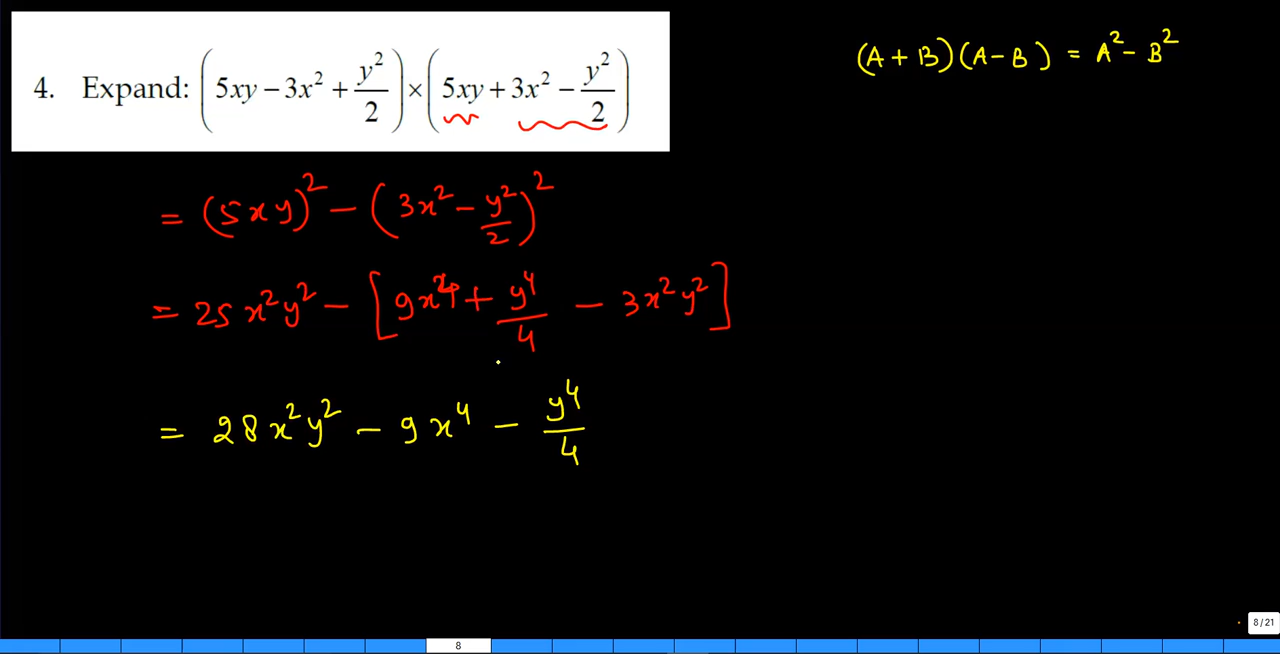 4. Expand: (5xy − 3x² + y²/2) × (5xy + 3x² − y²/2)
(A + B)(A − B) = A² − B²
= (5xy)² − (3x² − y²/2)²
= 25x²y² − [9x⁴ + y⁴/4 − 3x²y²]
= 28x²y² − 9x⁴ − y⁴/4
8
8/21